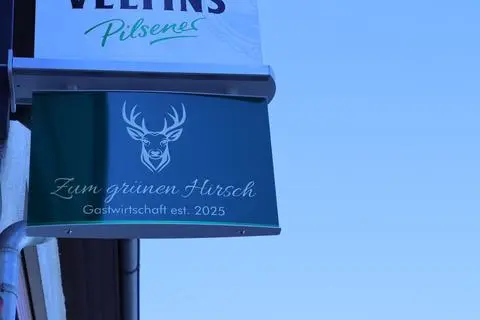 VELTINS
Pilsener
Zum grünen Hirsch
Gastwirtschaft est. 2025